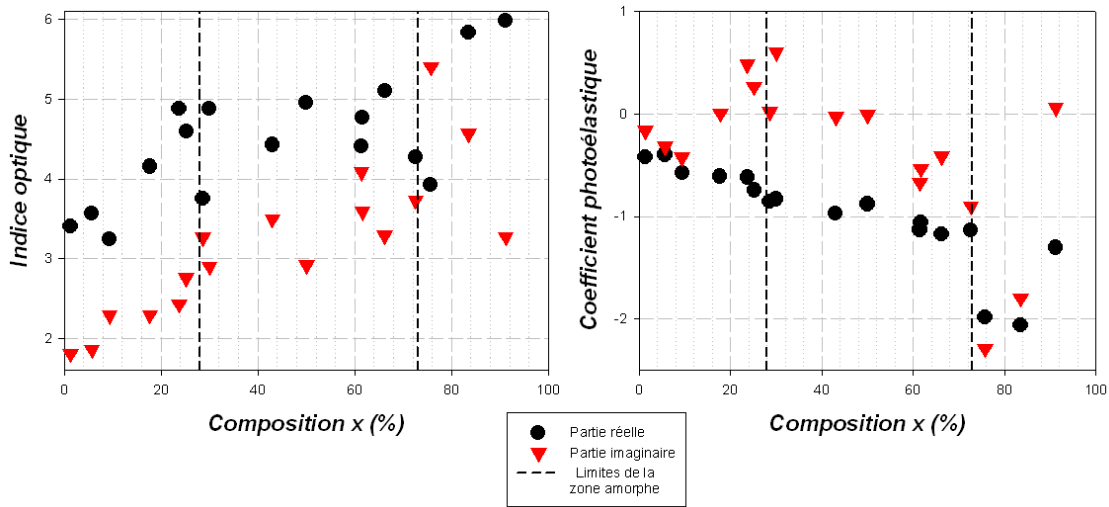 6
5
4
3
2
0
20
40
60
80
100
Indice optique
Composition x (%)
1
0
-1
-2
0
20
40
60
80
100
Coefficient photoélastique
Composition x (%)
Partie réelle
Partie imaginaire
Limites de la
zone amorphe